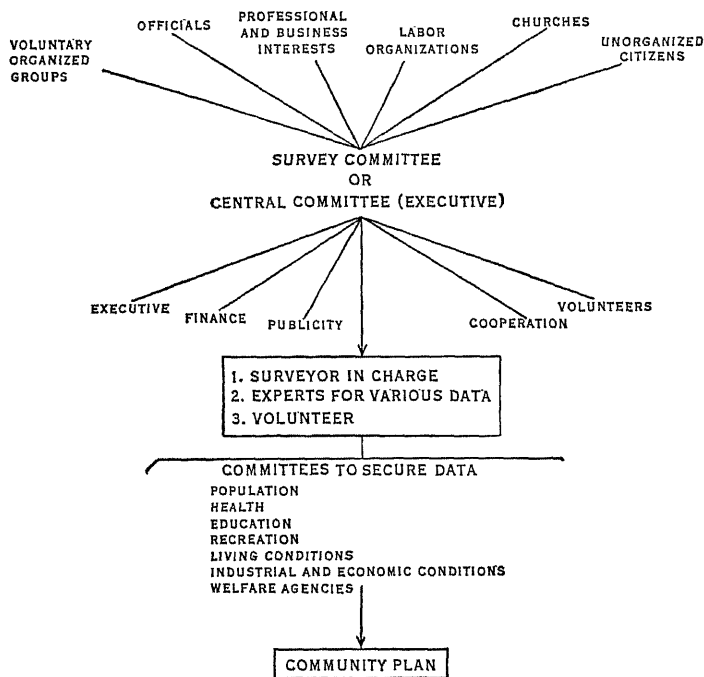 VOLUNTARY
ORGANIZED
GROUPS
OFFICIALS
PROFESSIONAL
AND BUSINESS
INTERESTS
LABOR
ORGANIZATIONS
CHURCHES
UNORGANIZED
CITIZENS
SURVEY COMMITTEE
OR
CENTRAL COMMITTEE (EXECUTIVE)
EXECUTIVE
FINANCE
PUBLICITY
COOPERATION
VOLUNTEERS
1. SURVEYOR IN CHARGE
2. EXPERTS FOR VARIOUS DATA
3. VOLUNTEER
COMMITTEES TO SECURE DATA
POPULATION
HEALTH
EDUCATION
RECREATION
LIVING CONDITIONS
INDUSTRIAL AND ECONOMIC CONDITIONS
WELFARE AGENCIES
COMMUNITY PLAN